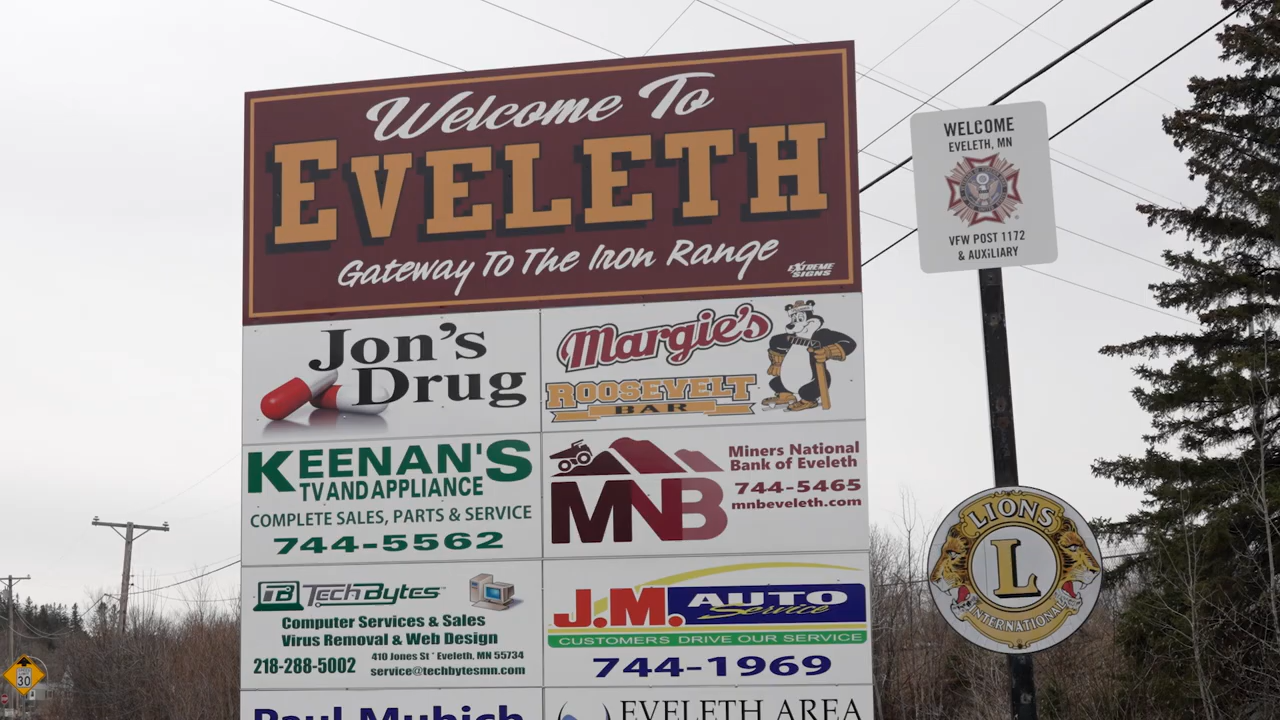 Welcome To
EVELETH
Gateway To The Iron Range
EXTREME
SIGNS
Jon's
Drug
Margie's
ROOSEVELT
BAR
KEENAN'S
TV AND APPLIANCE
COMPLETE SALES, PARTS & SERVICE
744-5562
MNB
Miners National
Bank of Eveleth
744-5465
mnbeveleth.com
TB TechBytes
Computer Services & Sales
Virus Removal & Web Design
218-288-5002
410 Jones St * Eveleth, MN 55734
service@techbytesmn.com
J.M. AUTO
Service
CUSTOMERS DRIVE OUR SERVICE
744-1969
Paul Muhich
EVELETH AREA
WELCOME
EVELETH, MN
VFW POST 1172
& AUXILIARY
LIONS
L
INTERNATIONAL
30